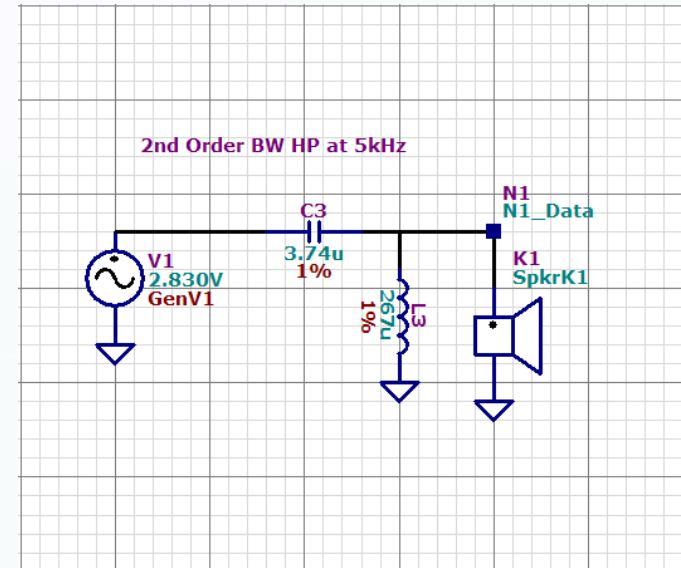 2nd Order BW HP at 5kHz
N1
N1_Data
C3
3.74u
1%
V1
2.830V
GenV1
K1
SpkrK1
L3
267u
1%